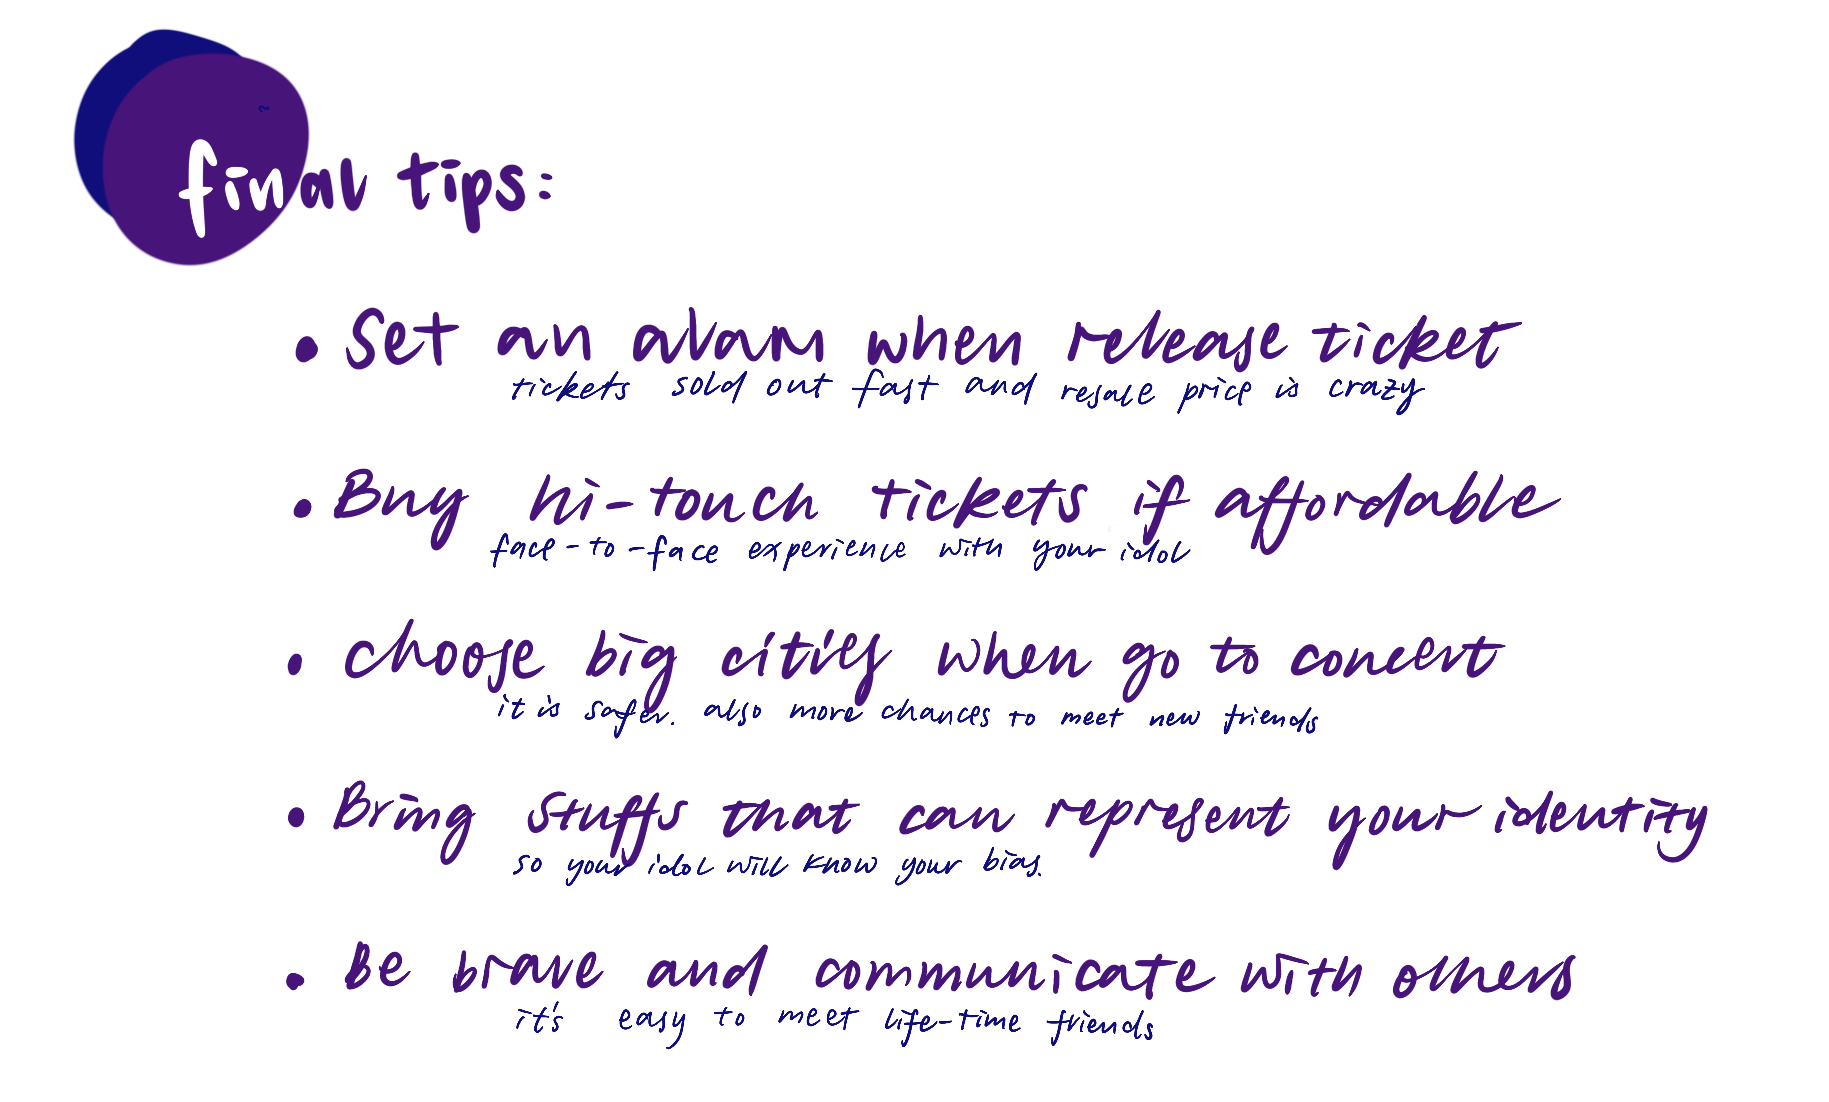 final tips:
• Set an alarm when release ticket
tickets sold out fast and resale price is crazy
• Buy hi-touch tickets if affordable
face-to-face experience with your idol
• choose big cities when go to concert
it is safer. also more chances to meet new friends
• Bring stuffs that can represent your identity
so your idol will know your bias.
• Be brave and communicate with others
it's easy to meet life-time friends